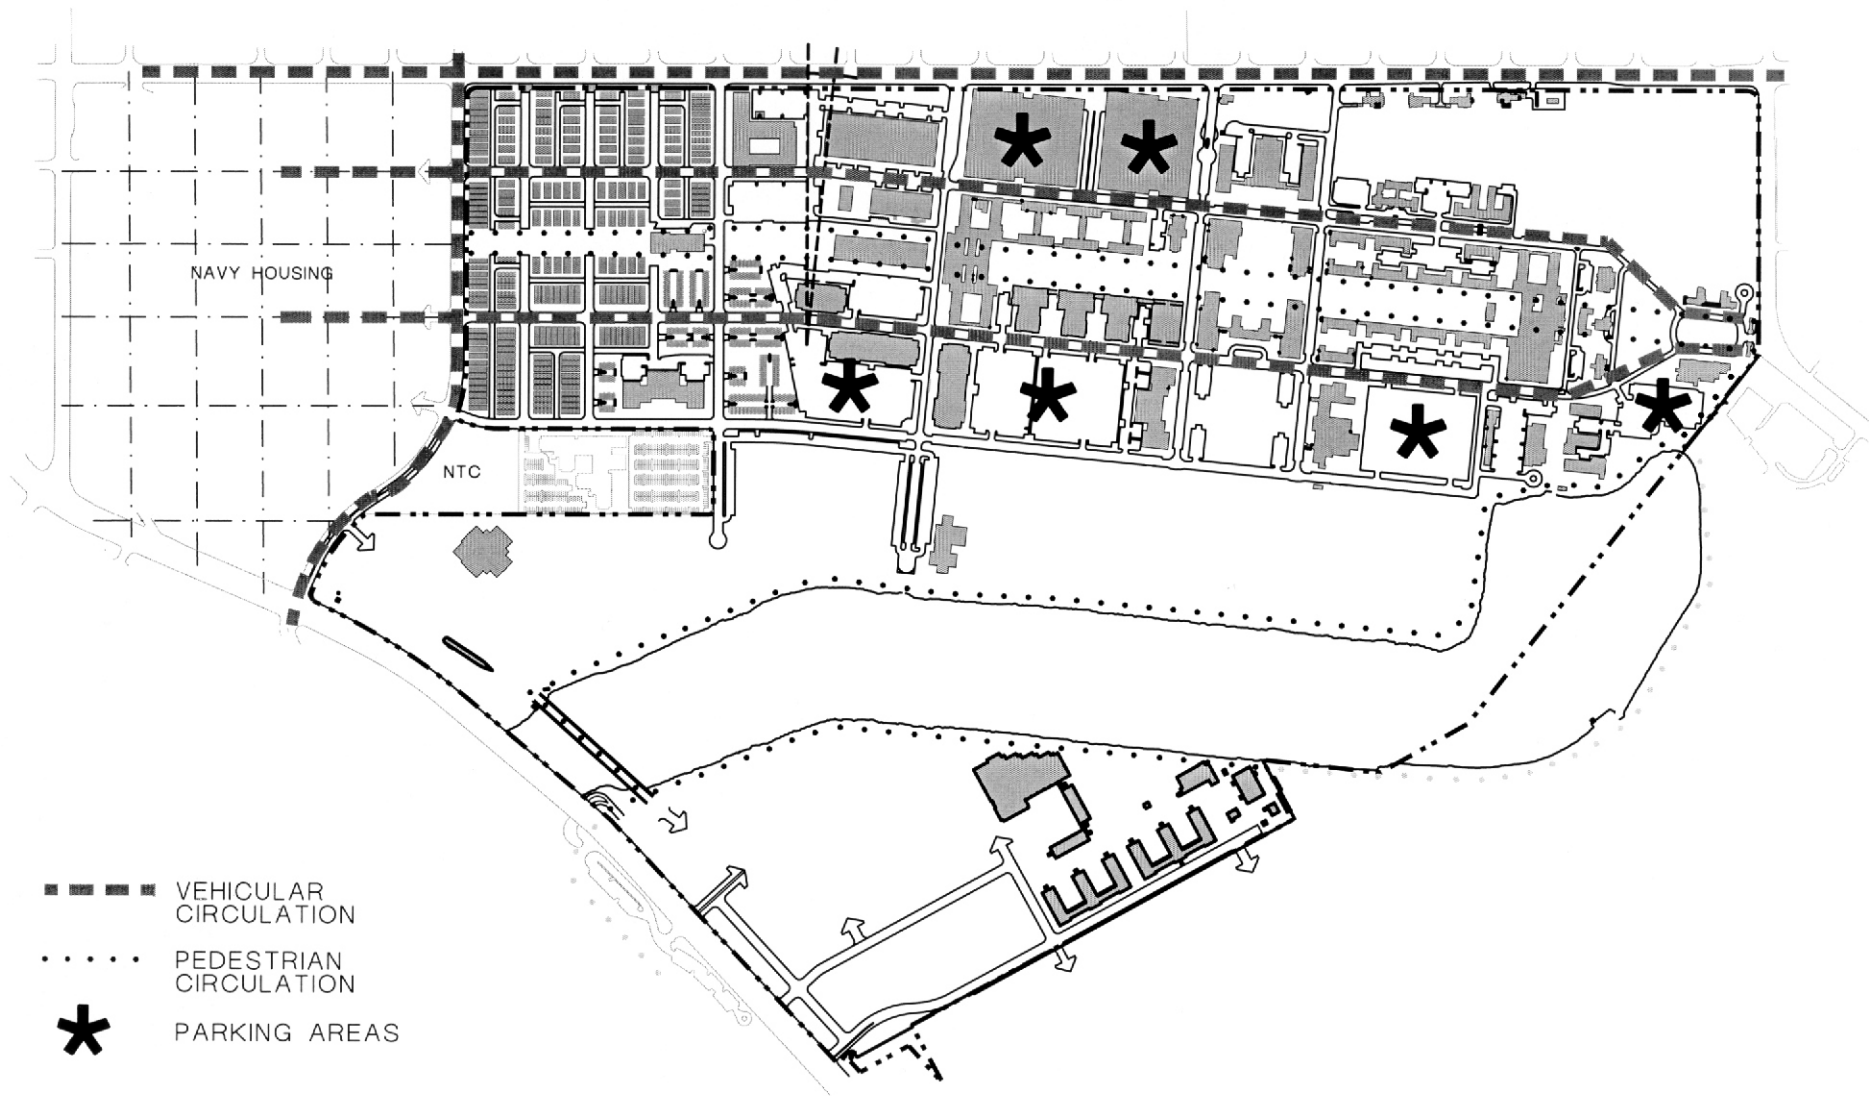 NAVY HOUSING
NTC
VEHICULAR
CIRCULATION
PEDESTRIAN
CIRCULATION
PARKING AREAS